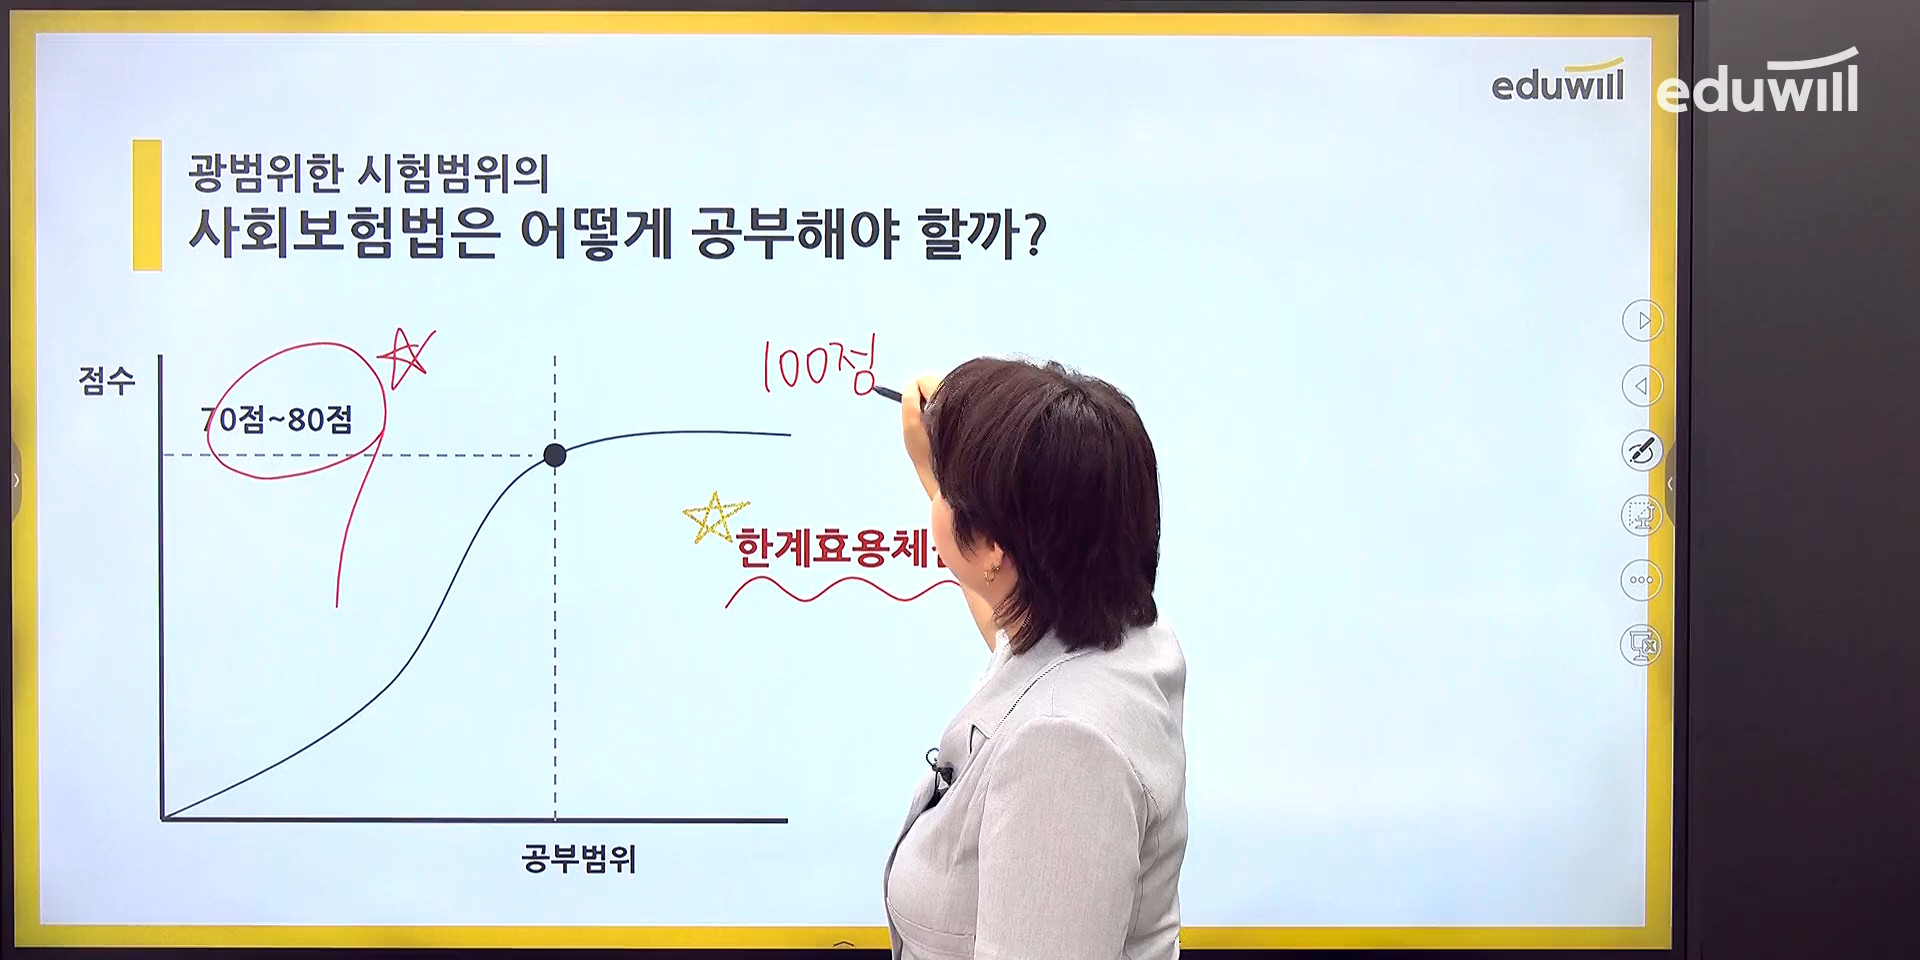 eduwill
eduwill
광범위한 시험범위의
사회보험법은 어떻게 공부해야 할까?
100점
점수
70점~80점
한계효용체
공부범위